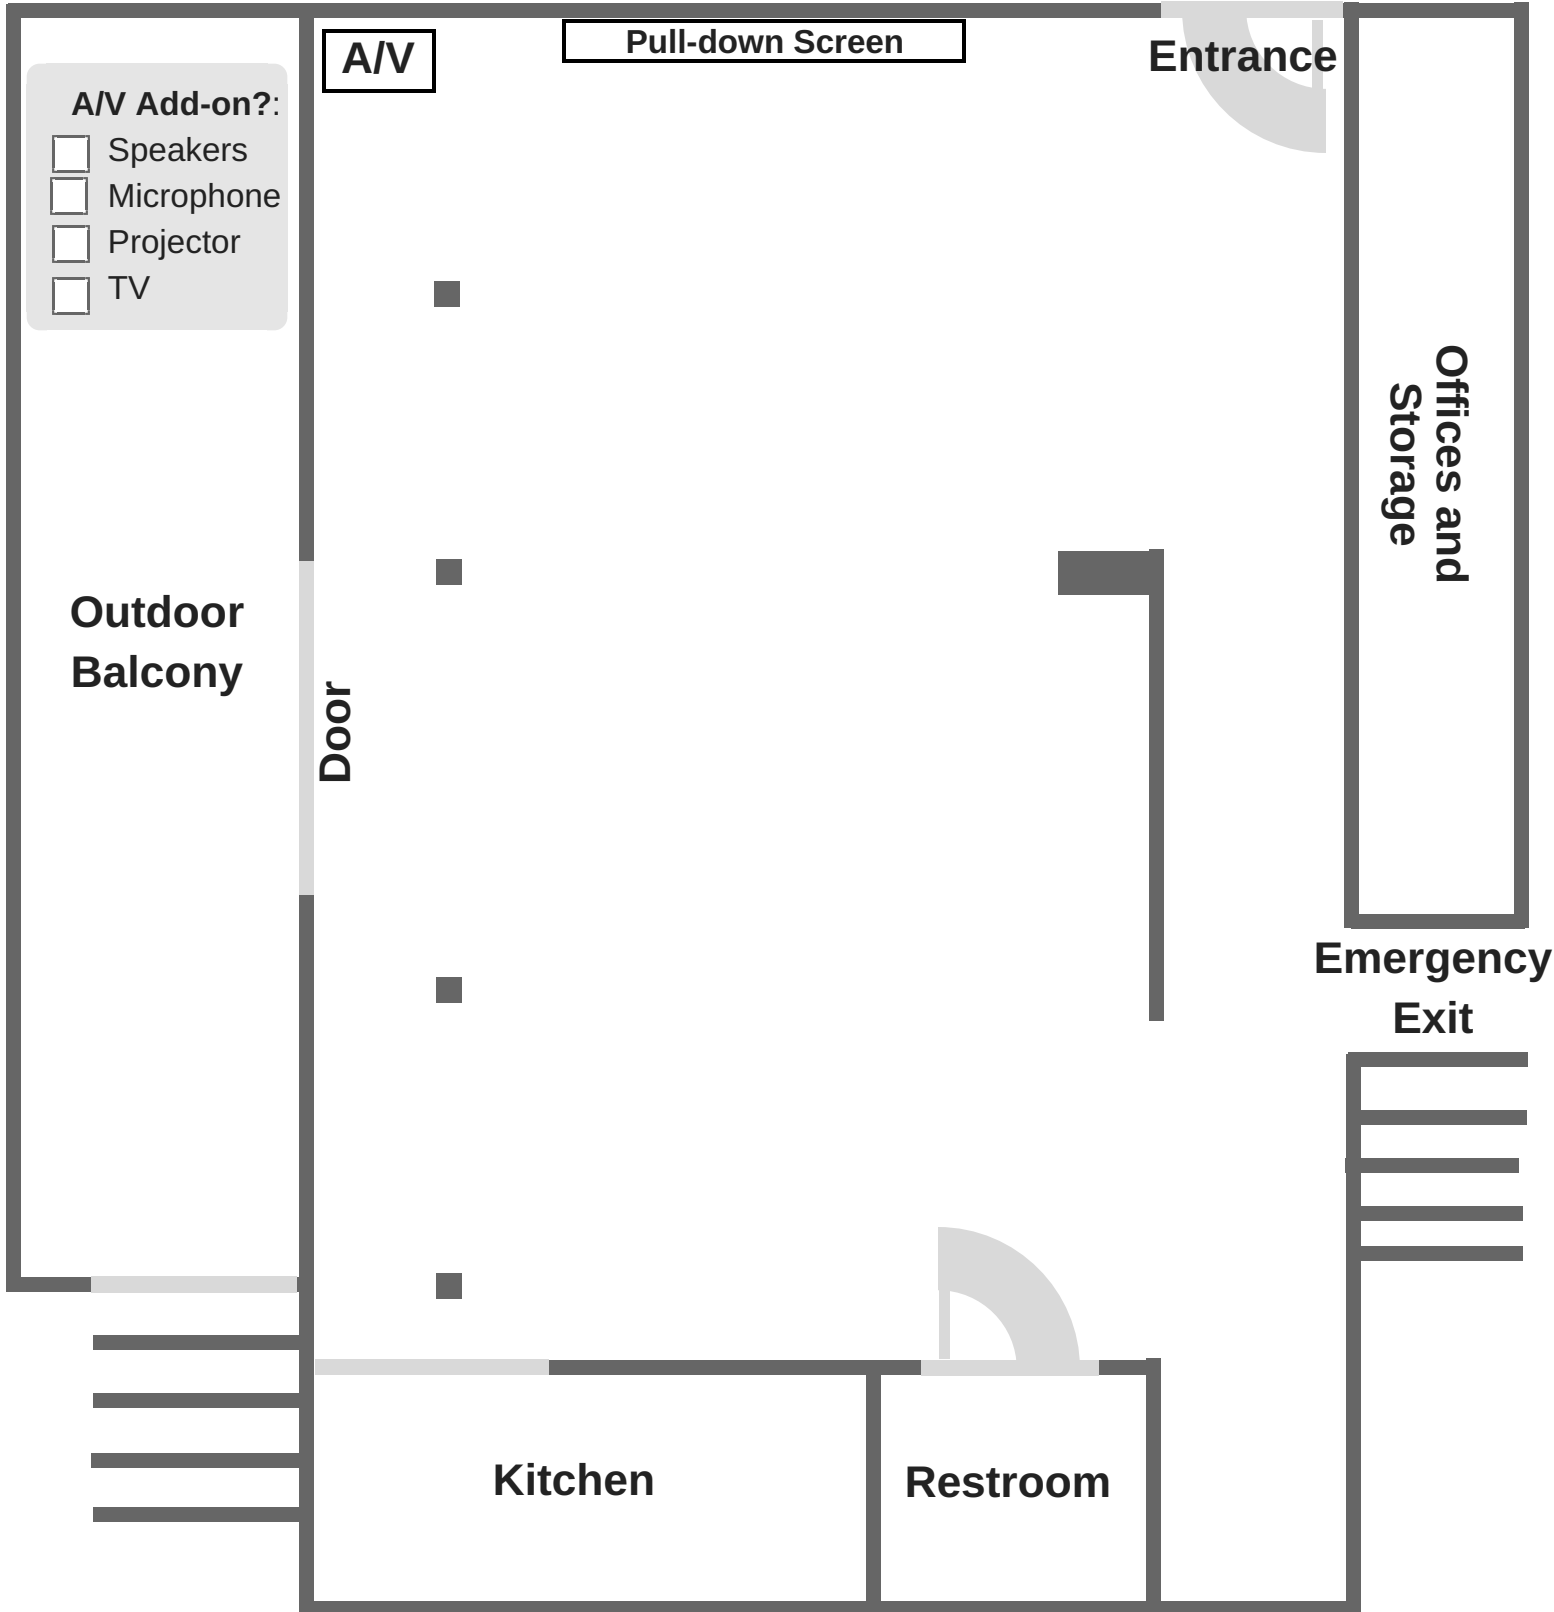 A/V
Pull-down Screen
Entrance
A/V Add-on?:
Speakers
Microphone
Projector
TV
Offices and
Storage
Outdoor
Balcony
Door
Emergency
Exit
Kitchen
Restroom